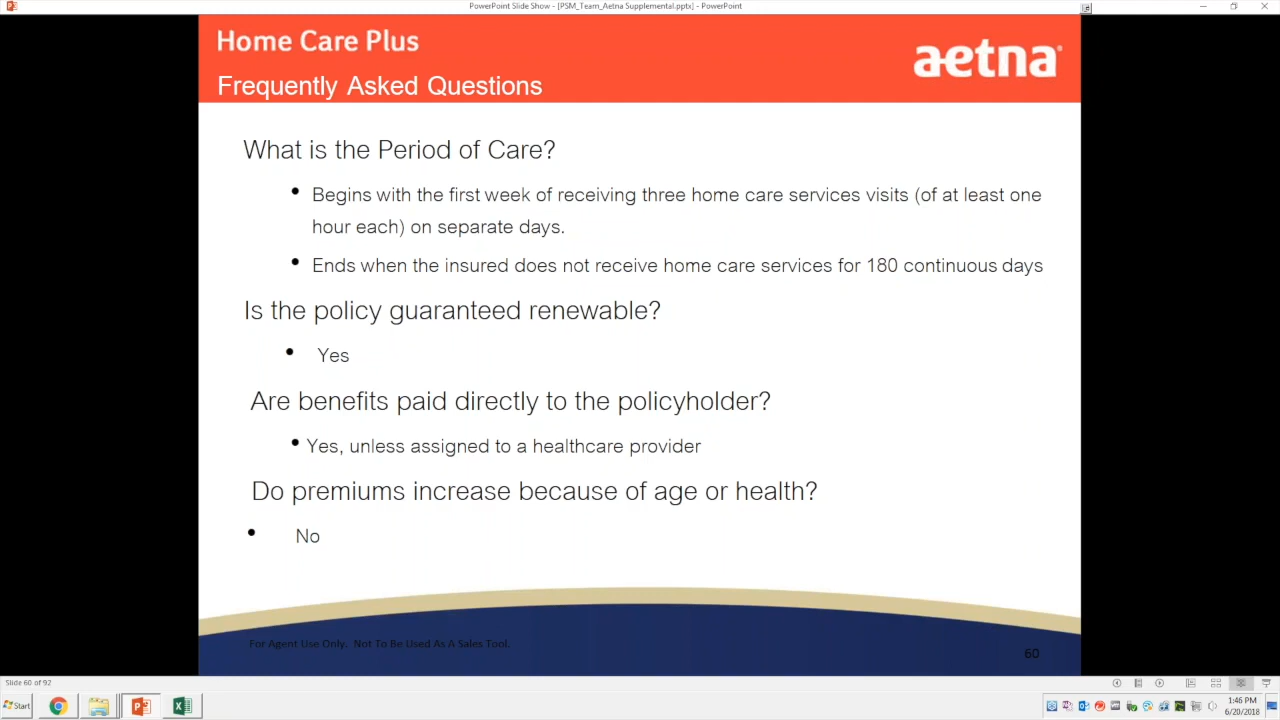 PowerPoint Slide Show - [PSM_Team_Aetna Supplemental.pptx] - PowerPoint
Home Care Plus
aetna
Frequently Asked Questions
What is the Period of Care?
• Begins with the first week of receiving three home care services visits (of at least one
hour each) on separate days.
• Ends when the insured does not receive home care services for 180 continuous days
Is the policy guaranteed renewable?
• Yes
Are benefits paid directly to the policyholder?
• Yes, unless assigned to a healthcare provider
Do premiums increase because of age or health?
• No
For Agent Use Only. Not To Be Used As A Sales Tool.
60
Slide 60 of 92
Start
1:46 PM
6/20/2018